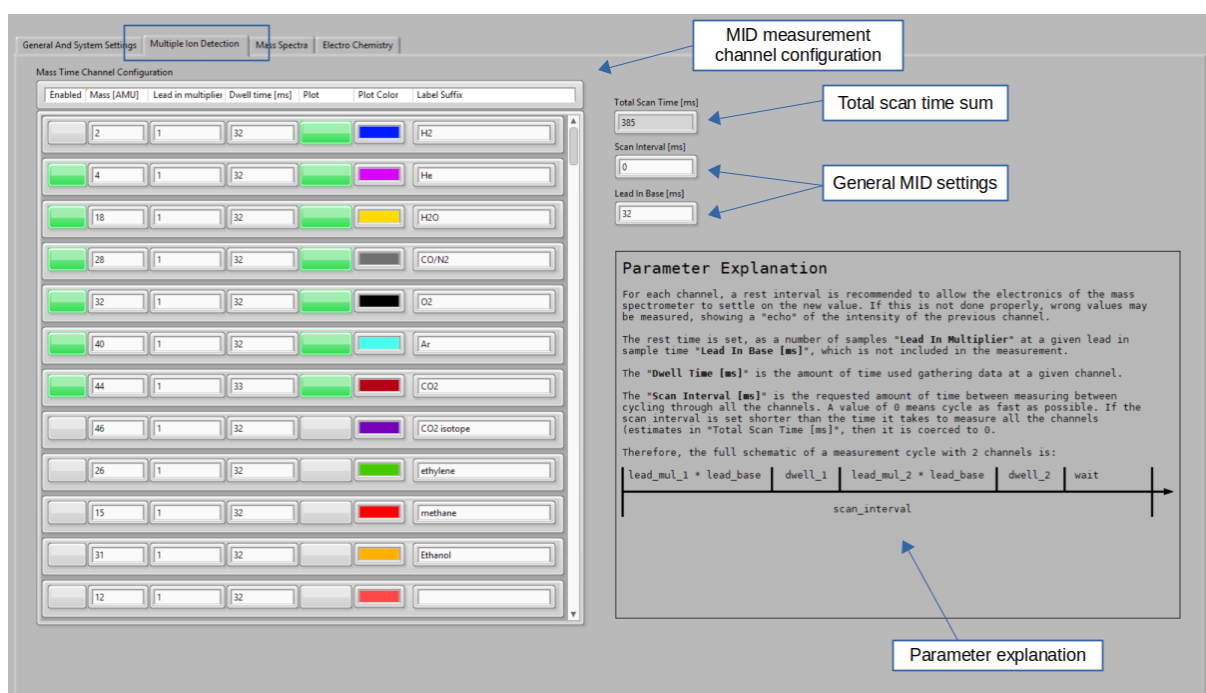 MID measurement
channel configuration
General And System Settings Multiple Ion Detection Mass Spectra Electro Chemistry
Mass Time Channel Configuration
Enabled Mass [AMU] Lead in multiplier Dwell time [ms] Plot Plot Color Label Suffix
2 1 32 H2
4 1 32 He
18 1 32 H2O
28 1 32 CO/N2
32 1 32 O2
40 1 32 Ar
44 1 33 CO2
46 1 32 CO2 isotope
26 1 32 ethylene
15 1 32 methane
31 1 32 Ethanol
12 1 32
Total Scan Time [ms]
385
Total scan time sum
Scan Interval [ms]
0
General MID settings
Lead In Base [ms]
32
Parameter Explanation
For each channel, a rest interval is recommended to allow the electronics of the mass
spectrometer to settle on the new value. If this is not done properly, wrong values may
be measured, showing a "echo" of the intensity of the previous channel.
The rest time is set, as a number of samples "Lead In Multiplier" at a given lead in
sample time "Lead In Base [ms]", which is not included in the measurement.
The "Dwell Time [ms]" is the amount of time used gathering data at a given channel.
The "Scan Interval [ms]" is the requested amount of time between measuring between
cycling through all the channels. A value of 0 means cycle as fast as possible. If the
scan interval is set shorter than the time it takes to measure all the channels
(estimates in "Total Scan Time [ms]", then it is coerced to 0.
Therefore, the full schematic of a measurement cycle with 2 channels is:
lead_mul_1 * lead_base dwell_1 lead_mul_2 * lead_base dwell_2 wait
scan_interval
Parameter explanation